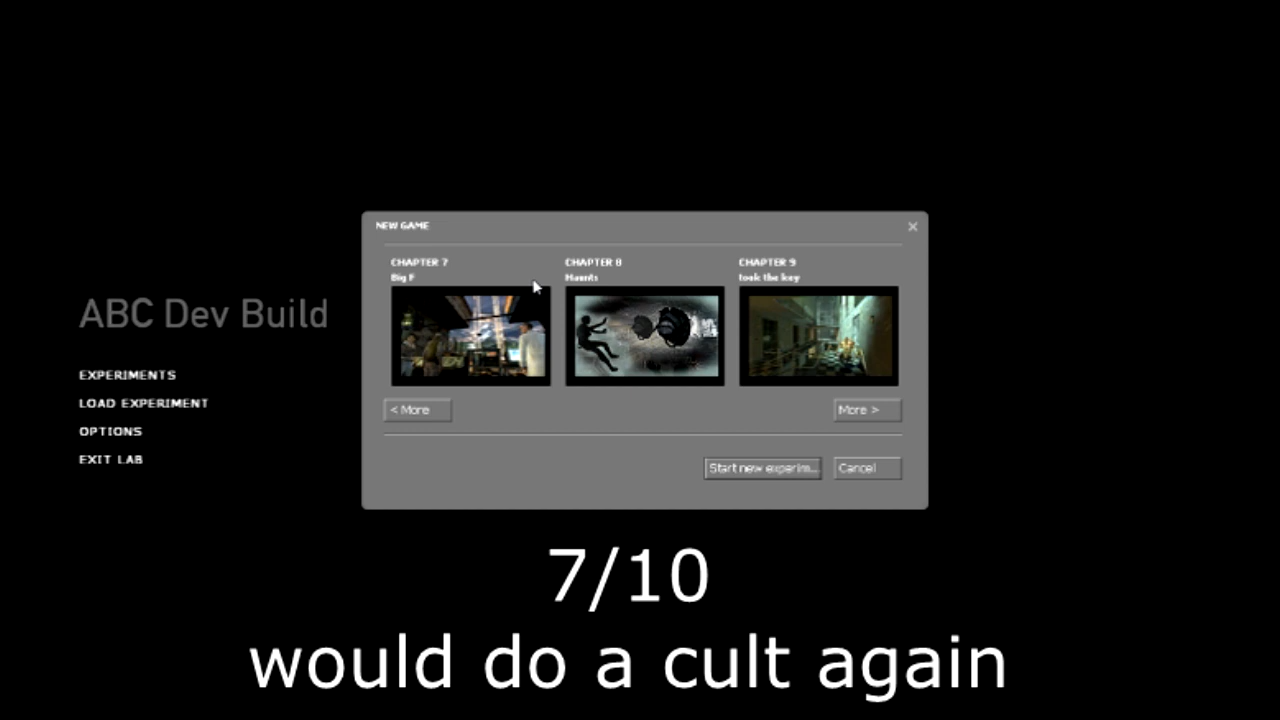 NEW GAME
CHAPTER 7
Big F
CHAPTER 8
Haunts
CHAPTER 9
took the key
ABC Dev Build
EXPERIMENTS
LOAD EXPERIMENT
OPTIONS
EXIT LAB
< More
More >
Start new experim...
Cancel
7/10
would do a cult again